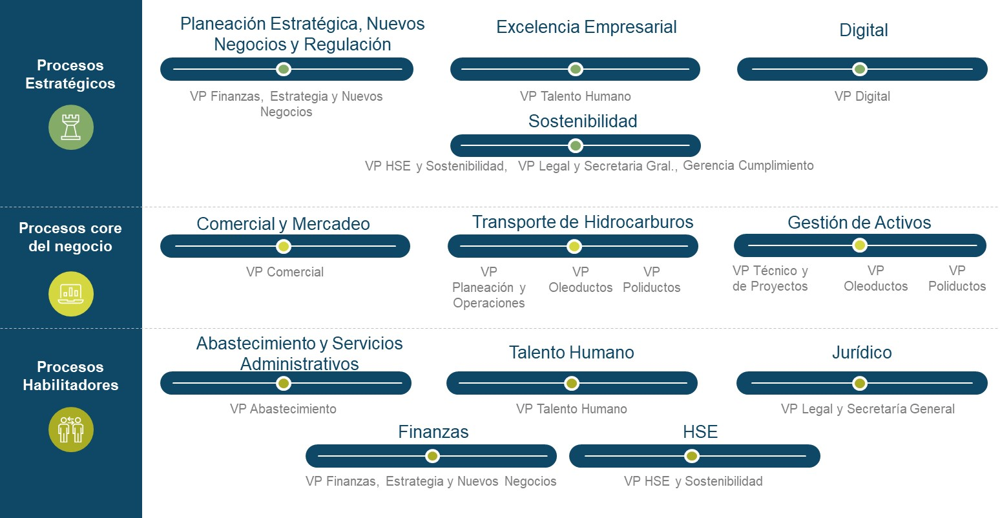 Procesos
Estratégicos
Planeación Estratégica, Nuevos
Negocios y Regulación
VP Finanzas, Estrategia y Nuevos
Negocios
Excelencia Empresarial
VP Talento Humano
Digital
VP Digital
Sostenibilidad
VP HSE y Sostenibilidad, VP Legal y Secretaria Gral., Gerencia Cumplimiento
Procesos core
del negocio
Comercial y Mercadeo
VP Comercial
Transporte de Hidrocarburos
VP
Planeación y
Operaciones
VP
Oleoductos
VP
Poliductos
Gestión de Activos
VP Técnico y
de Proyectos
VP
Oleoductos
VP
Poliductos
Procesos
Habilitadores
Abastecimiento y Servicios
Administrativos
VP Abastecimiento
Talento Humano
VP Talento Humano
Jurídico
VP Legal y Secretaría General
Finanzas
VP Finanzas, Estrategia y Nuevos Negocios
HSE
VP HSE y Sostenibilidad